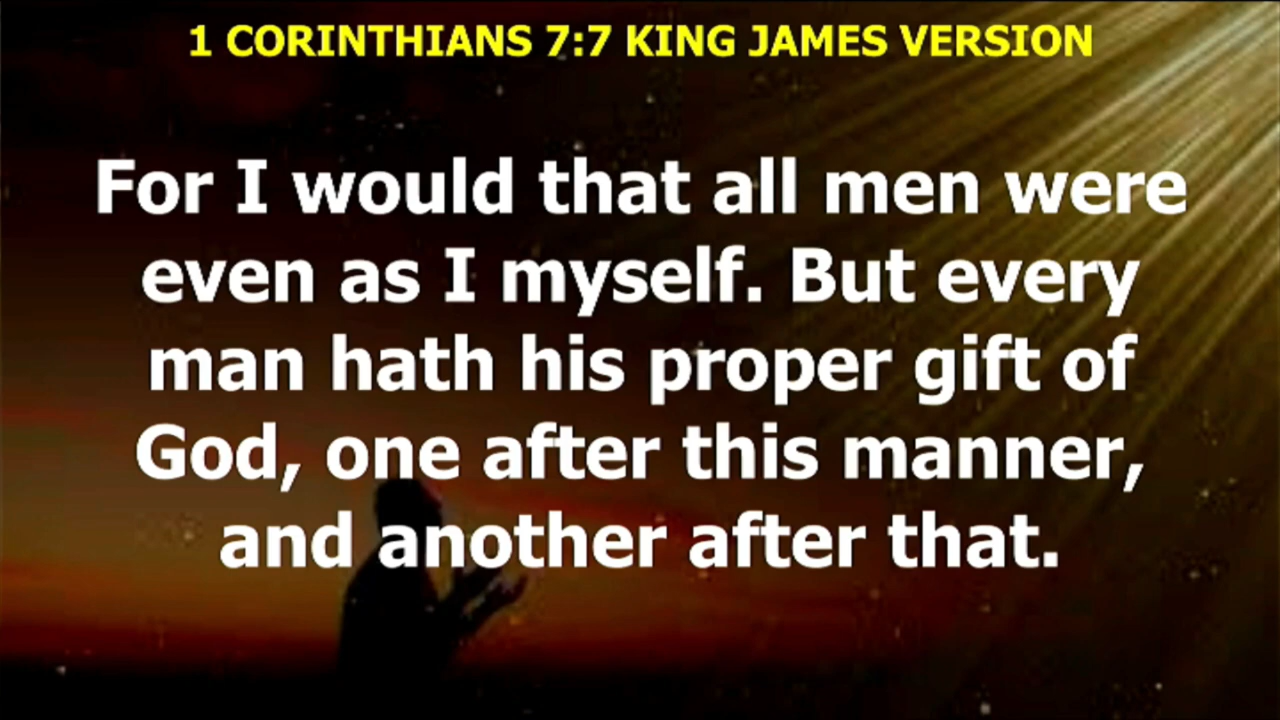 1 CORINTHIANS 7:7 KING JAMES VERSION
For I would that all men were
even as I myself. But every
man hath his proper gift of
God, one after this manner,
and another after that.